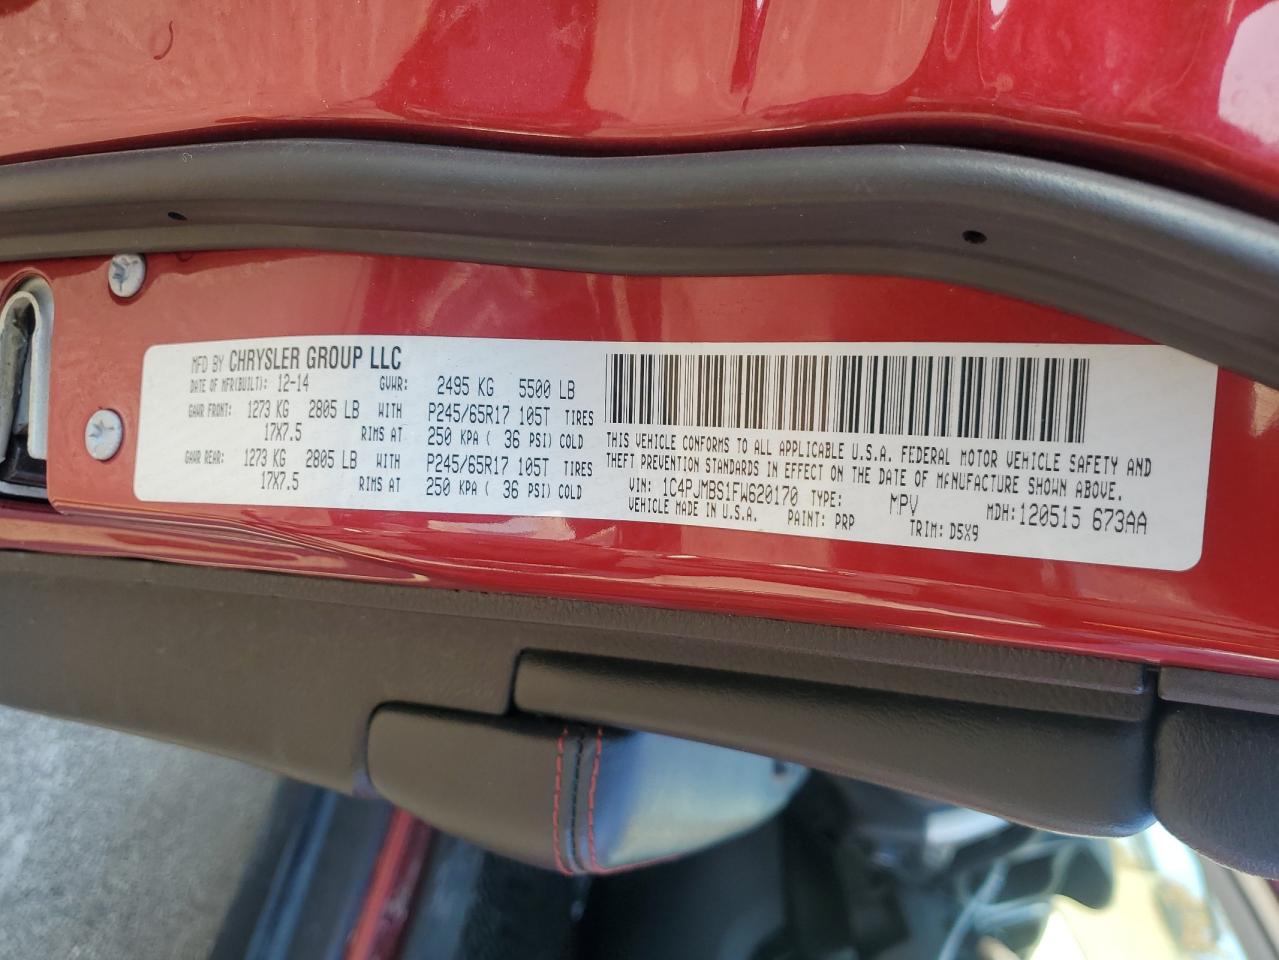 MFD BY CHRYSLER GROUP LLC
DATE OF MFR(BUILT): 12-14 GVWR: 2495 KG 5500 LB
GAWR FRONT: 1273 KG 2805 LB WITH P245/65R17 105T TIRES
17X7.5 RIMS AT 250 KPA ( 36 PSI) COLD
GAWR REAR: 1273 KG 2805 LB WITH P245/65R17 105T TIRES
17X7.5 RIMS AT 250 KPA ( 36 PSI) COLD
THIS VEHICLE CONFORMS TO ALL APPLICABLE U.S.A. FEDERAL MOTOR VEHICLE SAFETY AND
THEFT PREVENTION STANDARDS IN EFFECT ON THE DATE OF MFNUFACTURE SHOWN ABOVE.
VIN: 1C4PJMBS1FW620170 TYPE: MPV MDH: 120515 673AA
VEHICLE MADE IN U.S.A. PAINT: PRP TRIM: D5X9